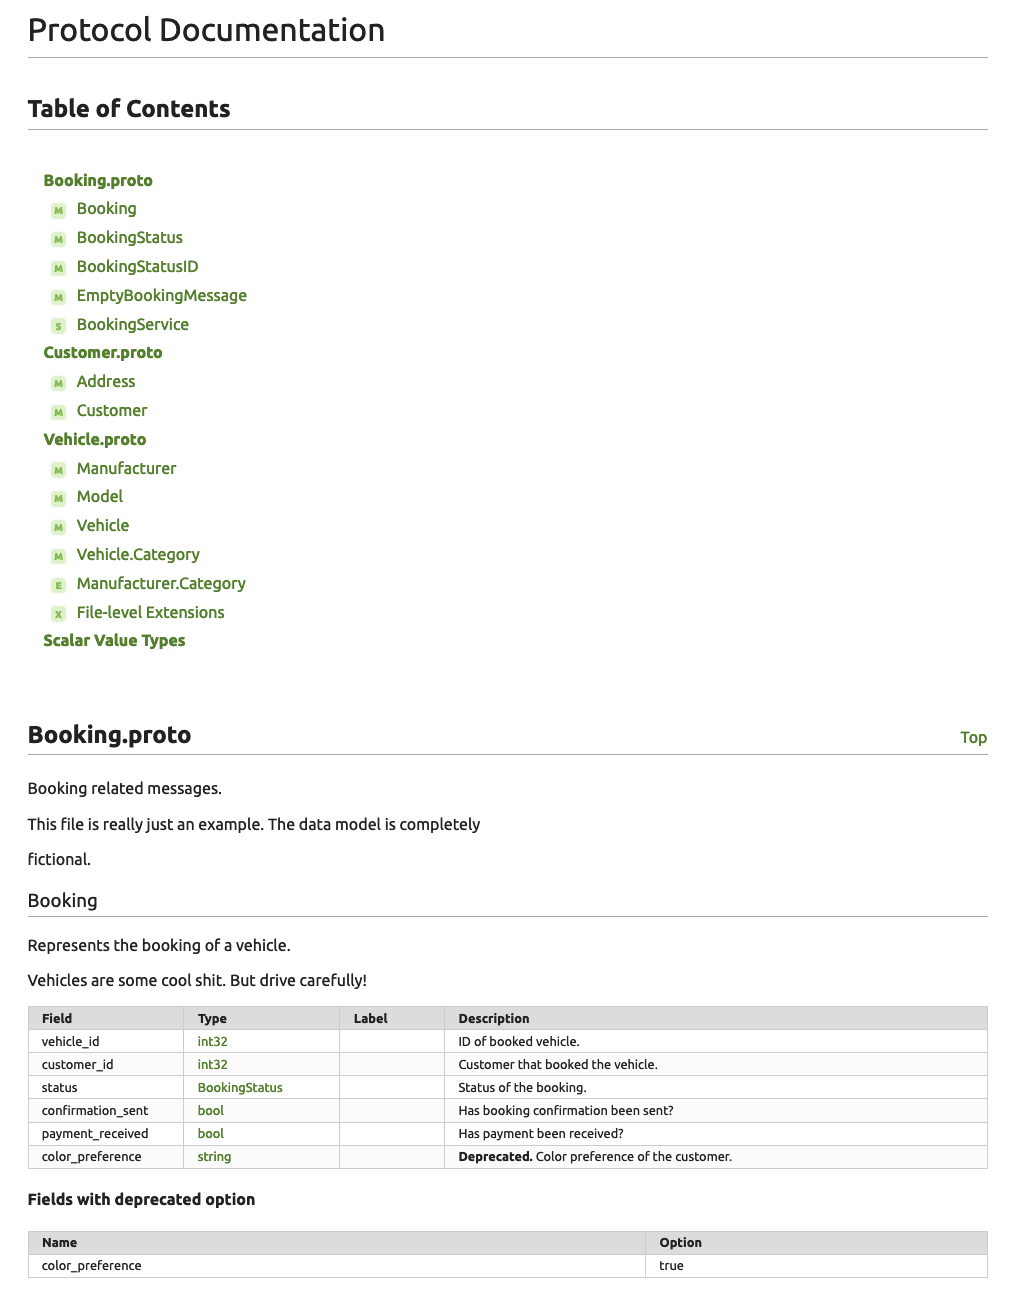 Protocol Documentation
Table of Contents
Booking.proto
M Booking
M BookingStatus
M BookingStatusID
M EmptyBookingMessage
S BookingService
Customer.proto
M Address
M Customer
Vehicle.proto
M Manufacturer
M Model
M Vehicle
M Vehicle.Category
E Manufacturer.Category
X File-level Extensions
Scalar Value Types
Booking.proto Top
Booking related messages.
This file is really just an example. The data model is completely
fictional.
Booking
Represents the booking of a vehicle.
Vehicles are some cool shit. But drive carefully!
Field Type Label Description
vehicle_id int32 ID of booked vehicle.
customer_id int32 Customer that booked the vehicle.
status BookingStatus Status of the booking.
confirmation_sent bool Has booking confirmation been sent?
payment_received bool Has payment been received?
color_preference string Deprecated. Color preference of the customer.
Fields with deprecated option
Name Option
color_preference true